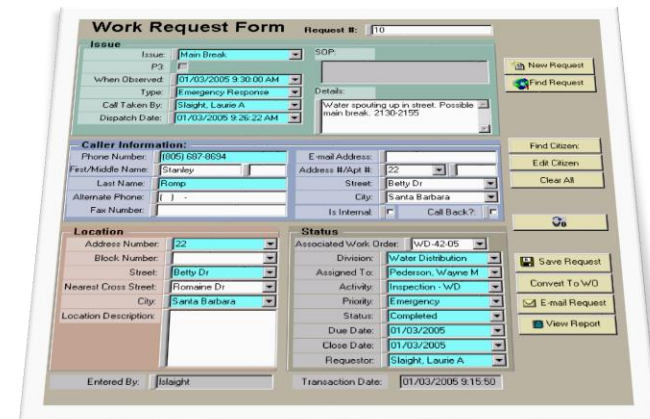 Work Request Form Request #: 10
Issue
Issue: Main Break SOP:
P3:
When Observed: 01/03/2005 9:30:00 AM
Type: Emergency Response Details:
Call Taken By: Slaight, Laurie A Water spouting up in street. Possible
Dispatch Date: 01/03/2005 9:26:22 AM main break. 2130-2155
New Request
Find Request
Caller Information:
Phone Number: (805) 687-8694 E-mail Address:
First/Middle Name: Stanley Address #/Apt #: 22
Last Name: Romp Street: Betty Dr
Alternate Phone: ( ) - City: Santa Barbara
Fax Number: Is Internal: Call Back?:
Find Citizen:
Edit Citizen
Clear All
Location
Address Number: 22
Block Number:
Street: Betty Dr
Nearest Cross Street: Romaine Dr
City: Santa Barbara
Location Description:
Status
Associated Work Order: WD-42-05
Division: Water Distribution
Assigned To: Pederson, Wayne M
Activity: Inspection - WD
Priority: Emergency
Status: Completed
Due Date: 01/03/2005
Close Date: 01/03/2005
Requestor: Slaight, Laurie A
Save Request
Convert To WO
E-mail Request
View Report
Entered By: lslaight Transaction Date: 01/03/2005 9:15:50